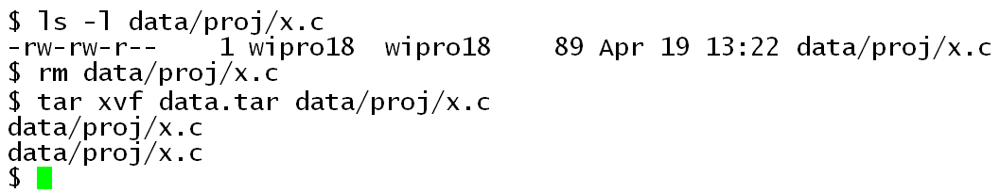 $ ls -l data/proj/x.c
-rw-rw-r--    1 wipro18  wipro18    89 Apr 19 13:22 data/proj/x.c
$ rm data/proj/x.c
$ tar xvf data.tar data/proj/x.c
data/proj/x.c
data/proj/x.c
$